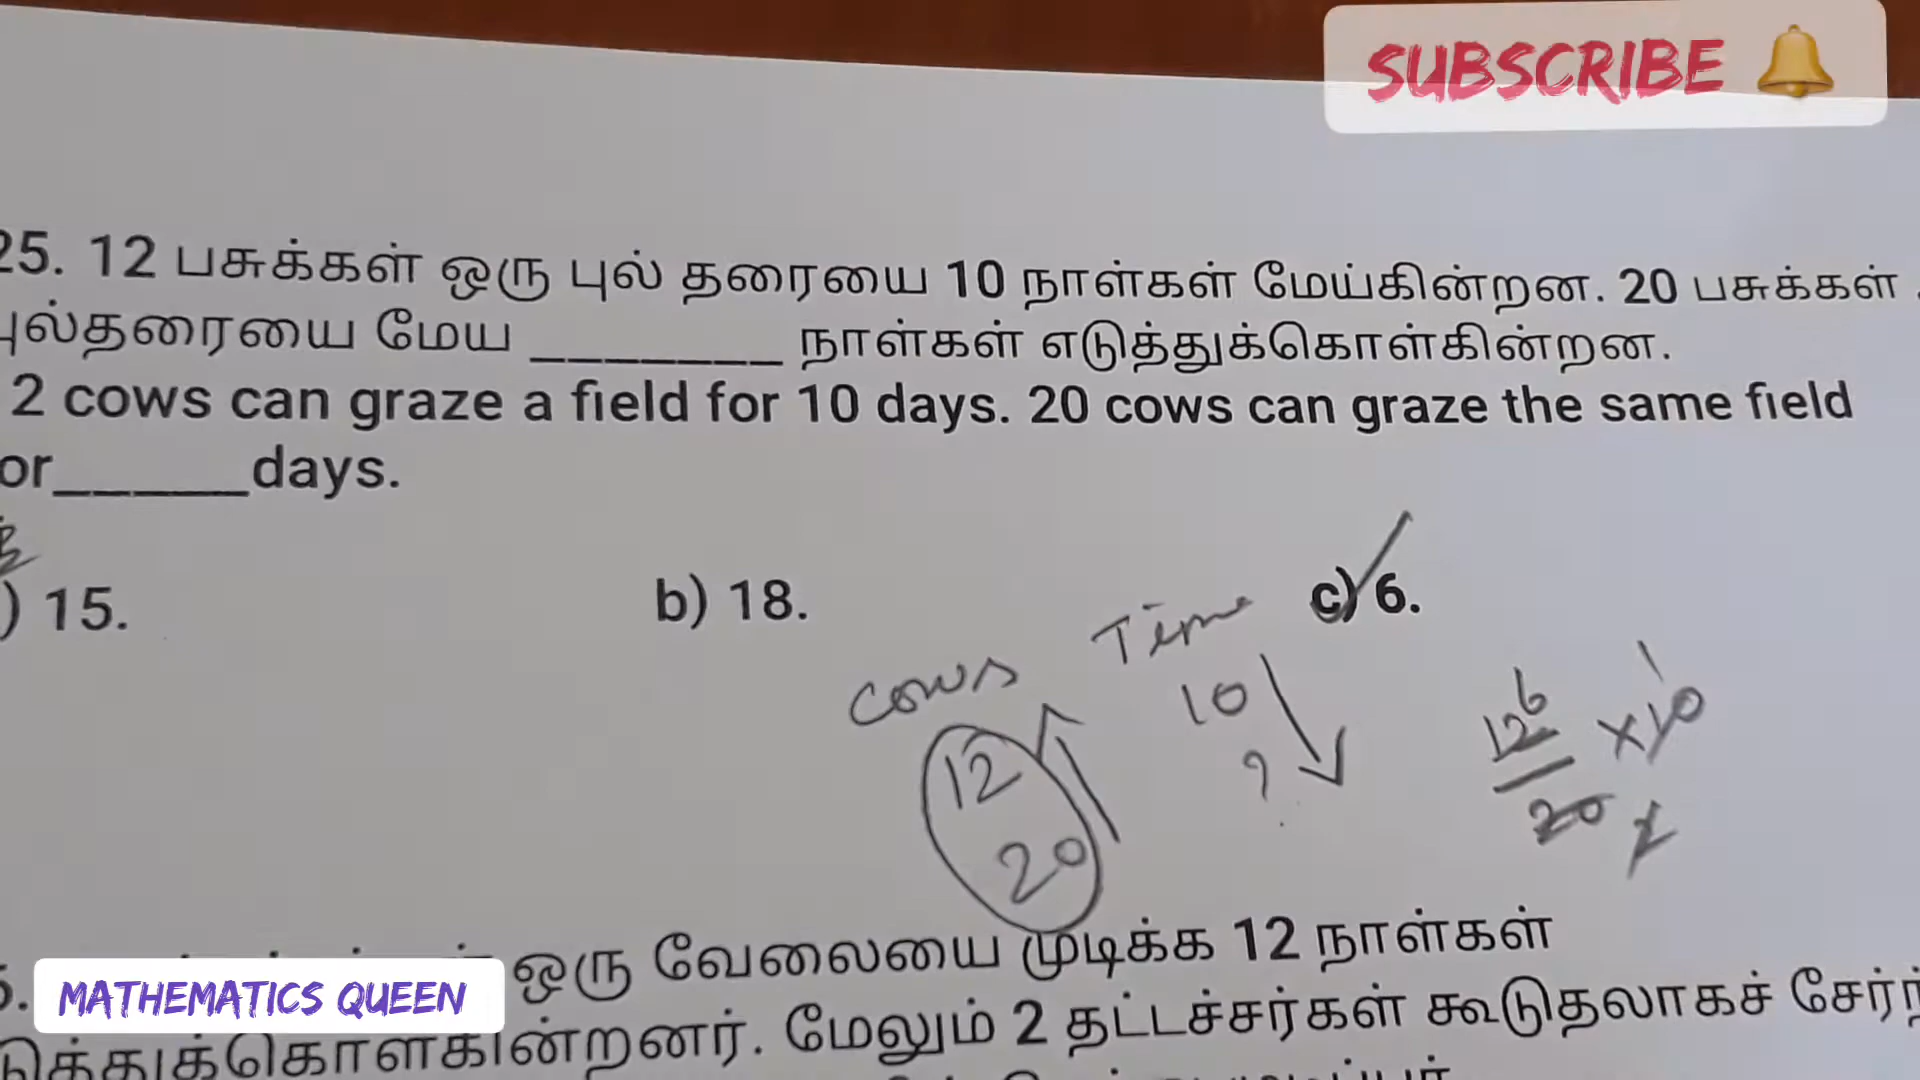 SUBSCRIBE
25. 12 பசுக்கள் ஒரு புல் தரையை 10 நாள்கள் மேய்கின்றன. 20 பசுக்கள்
புல்தரையை மேய _______ நாள்கள் எடுத்துக்கொள்கின்றன.
2 cows can graze a field for 10 days. 20 cows can graze the same field
or______days.
) 15.
b) 18.
c) 6.
Cows
Time
12
10
20
?
6
12 × 10
20
ஒரு வேலையை முடிக்க 12 நாள்கள்
MATHEMATICS QUEEN
மேலும் 2 தட்டச்சர்கள் கூடுதலாகச்